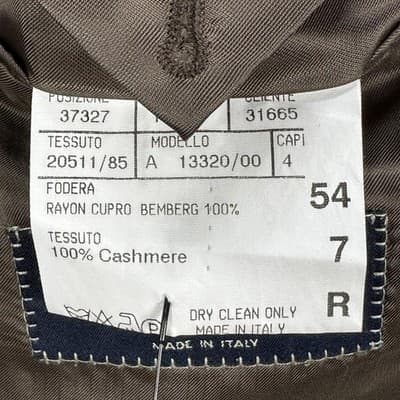 POSIZIONE CLIENTE
37327 31665
TESSUTO MODELLO CAPI
20511/85 A 13320/00 4
FODERA
RAYON CUPRO BEMBERG 100%
54
TESSUTO
100% Cashmere
7
R
DRY CLEAN ONLY
MADE IN ITALY
MADE IN ITALY